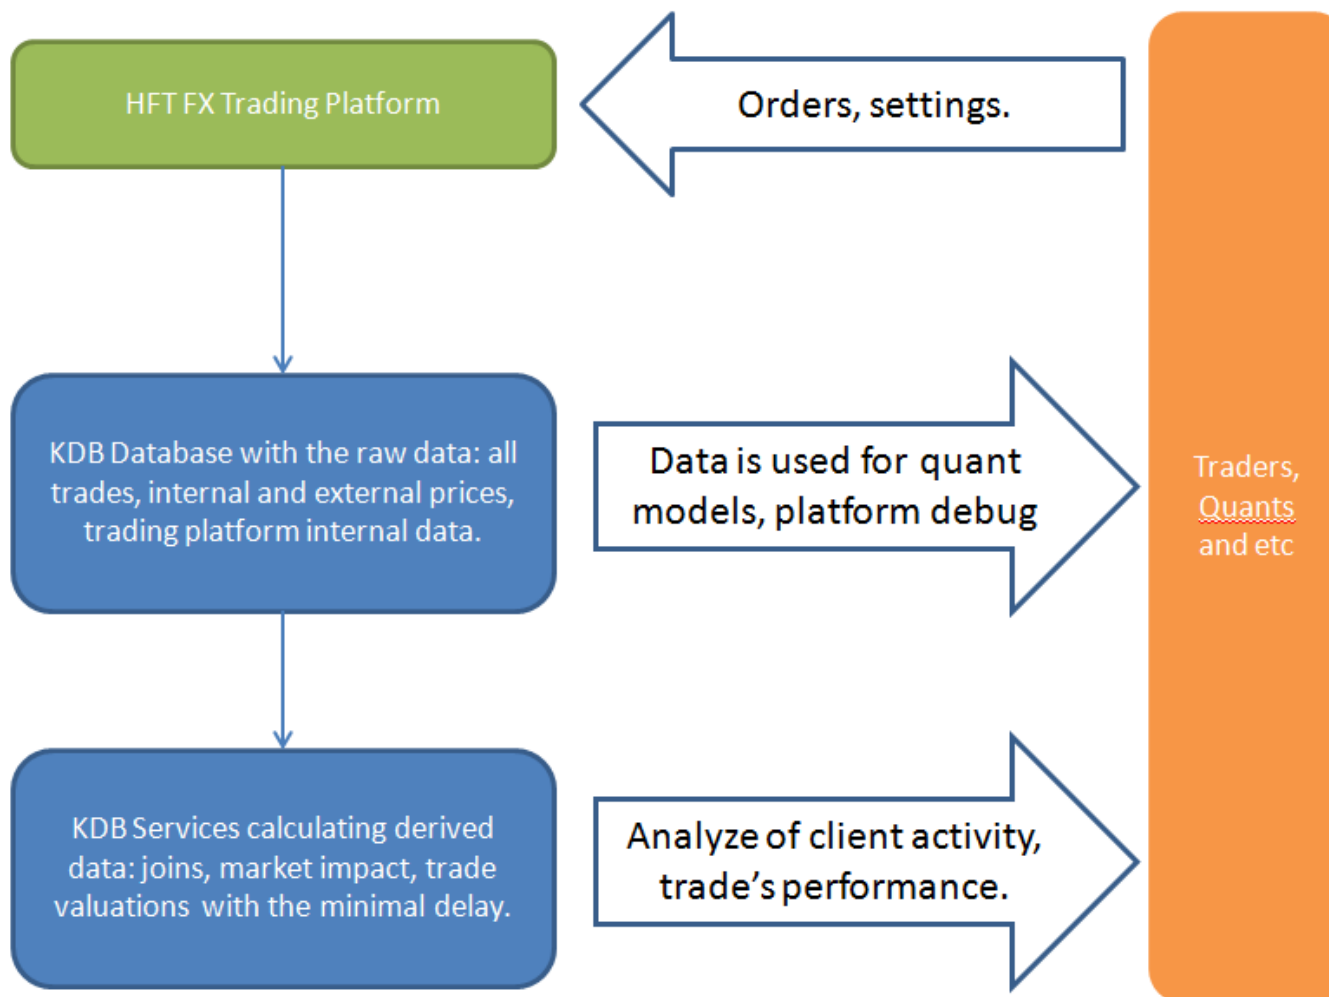 HFT FX Trading Platform
Orders, settings.
KDB Database with the raw data: all
trades, internal and external prices,
trading platform internal data.
Data is used for quant
models, platform debug
Traders,
Quants
and etc
KDB Services calculating derived
data: joins, market impact, trade
valuations with the minimal delay.
Analyze of client activity,
trade's performance.